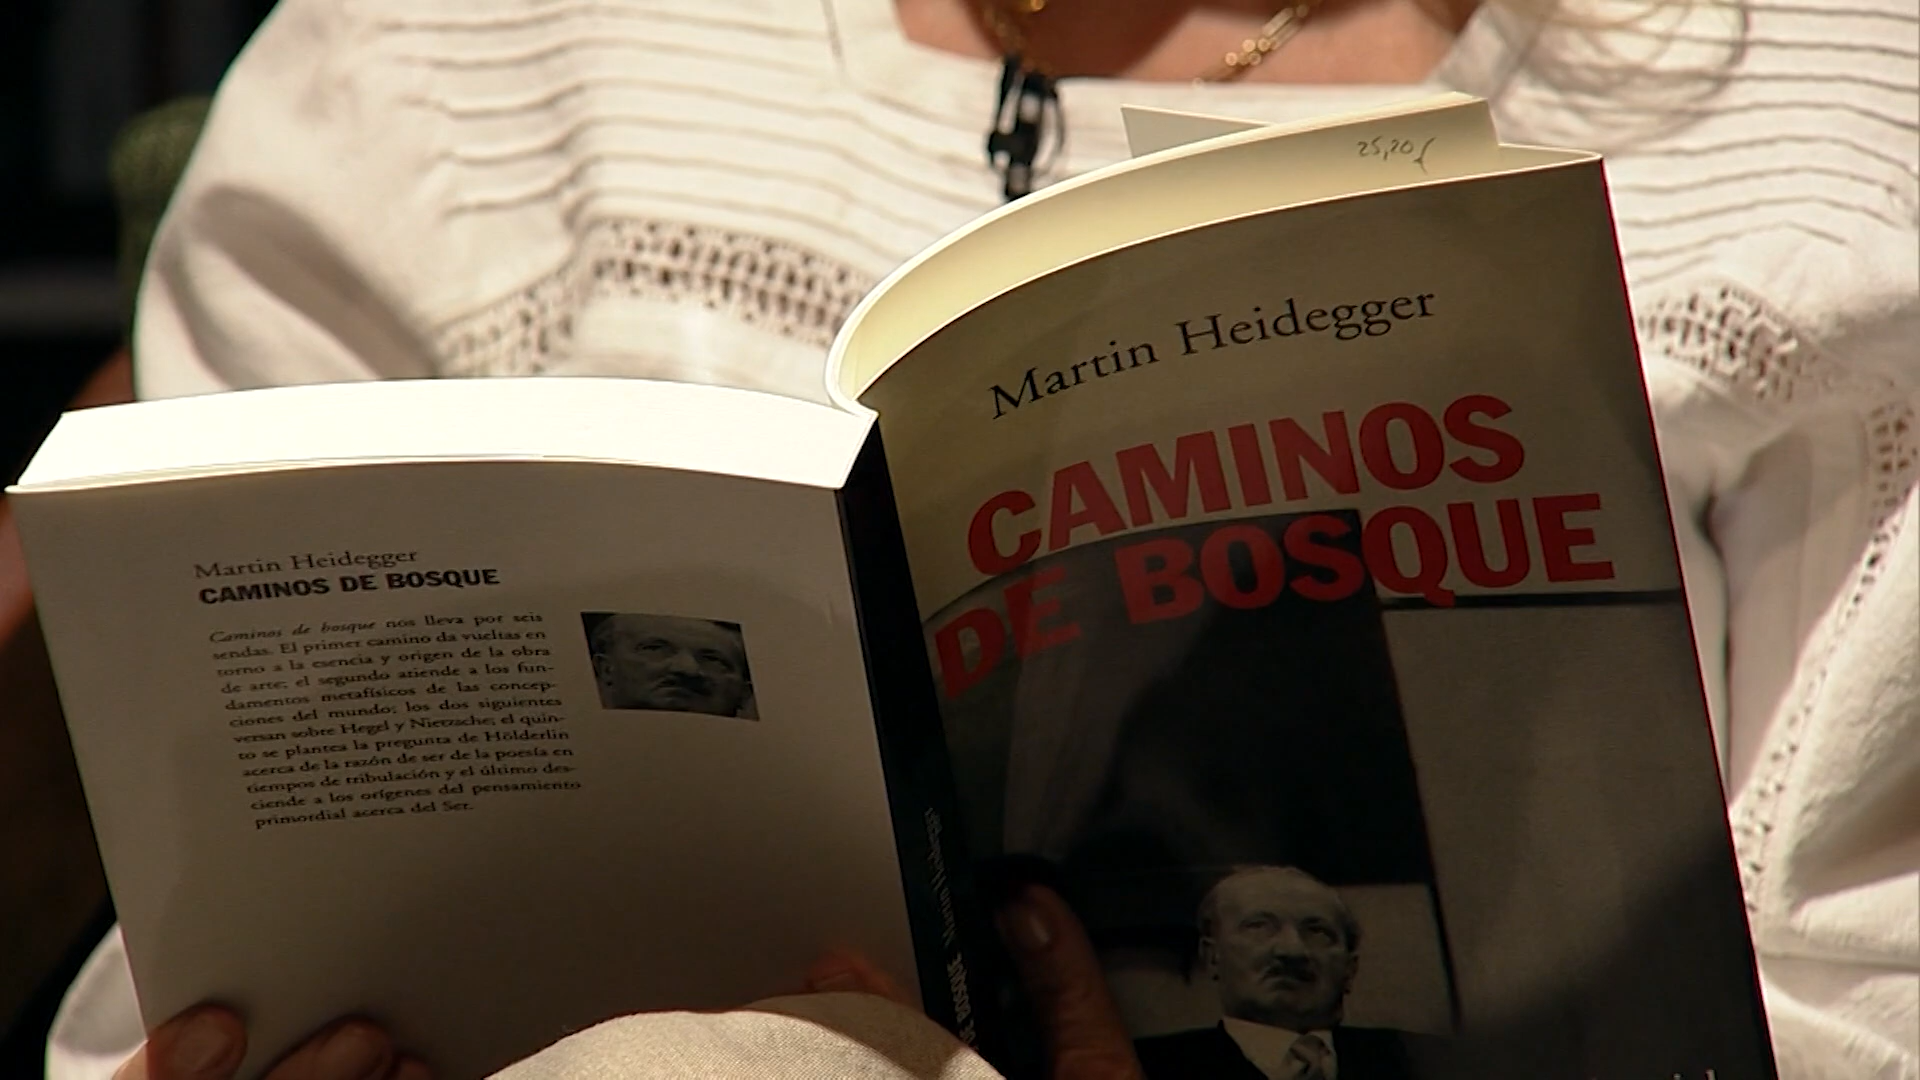 25,20€
Martin Heidegger
CAMINOS
DE BOSQUE
Martin Heidegger
CAMINOS DE BOSQUE
Caminos de bosque nos lleva por seis
sendas. El primer camino da vueltas en
torno a la esencia y origen de la obra
de arte; el segundo atiende a los fun-
damentos metafísicos de las concep-
ciones del mundo; los dos siguientes
versan sobre Hegel y Nietzsche; el quin-
to se plantea la pregunta de Hölderlin
acerca de la razón de ser de la poesía en
tiempos de tribulación y el último des-
ciende a los orígenes del pensamiento
primordial acerca del Ser.
Martin Heidegger
DE BOSQUE